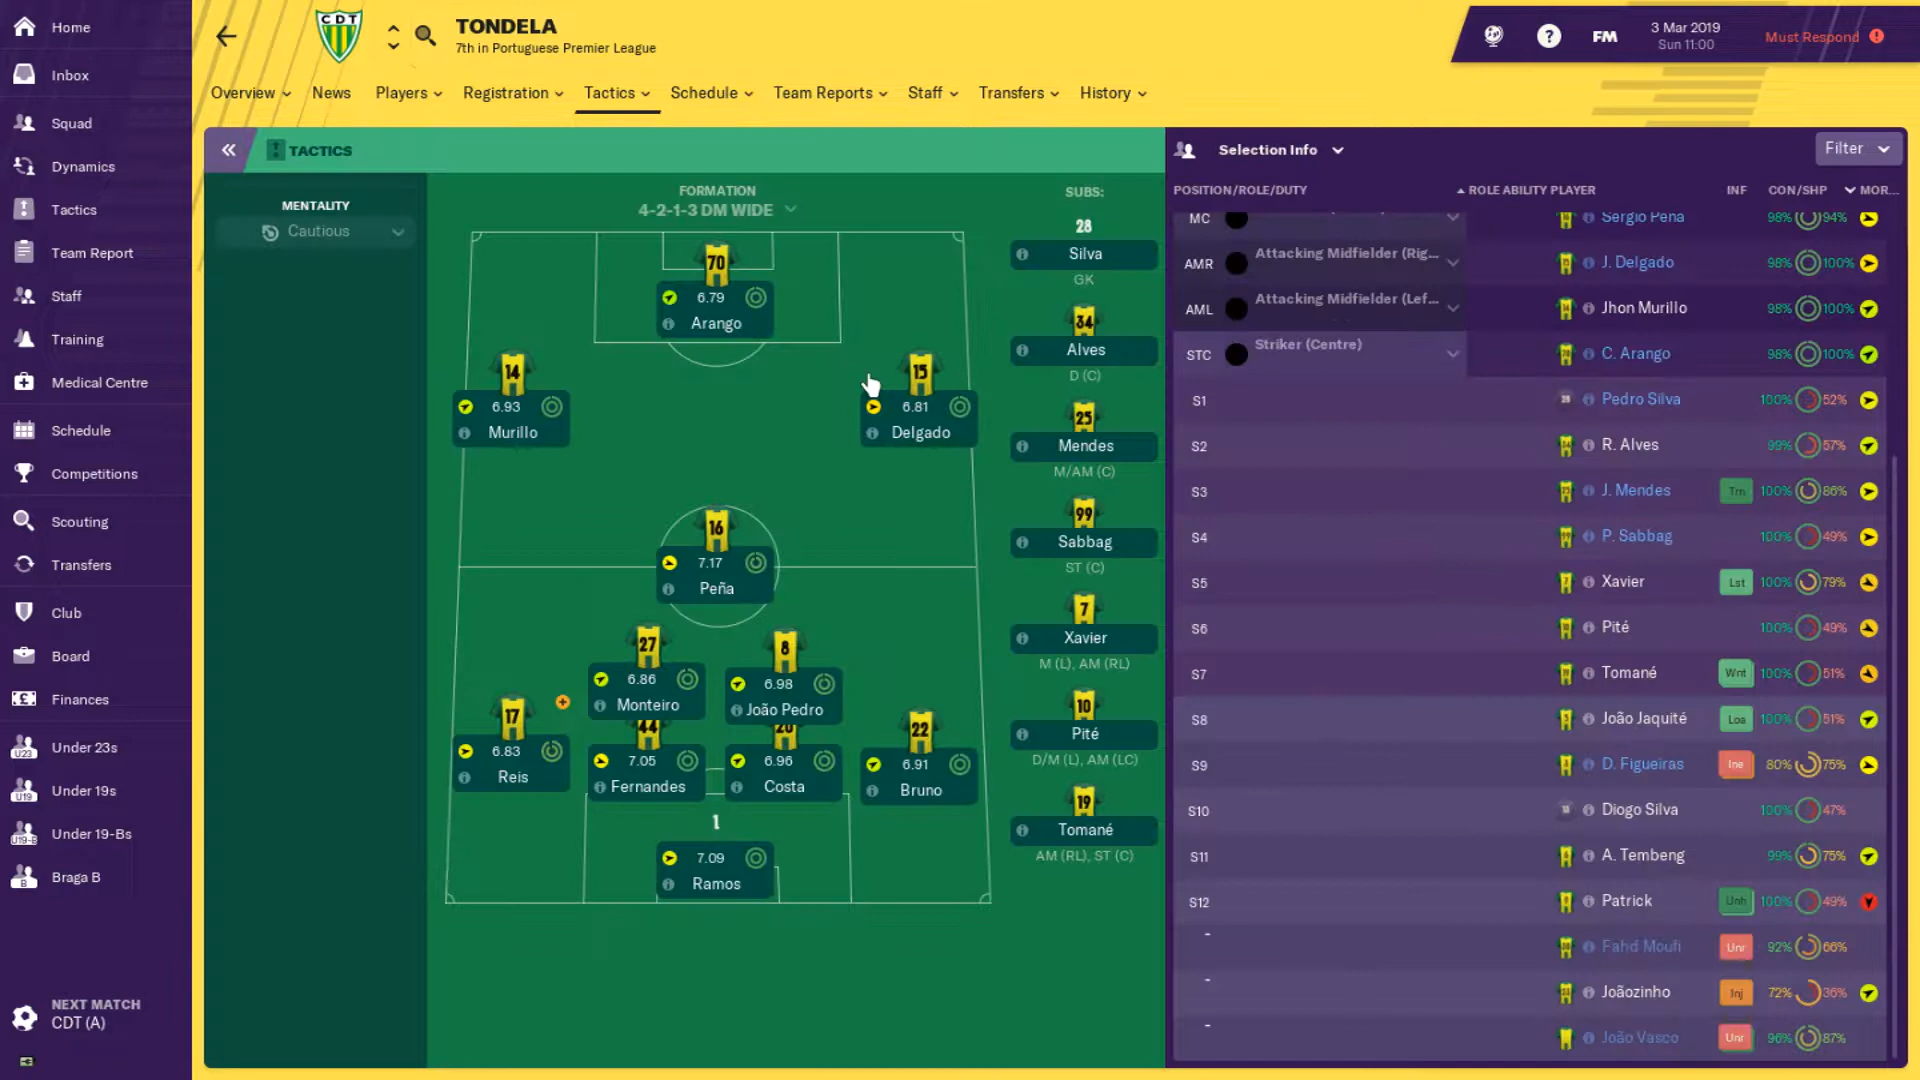 Home
Inbox
Squad
Dynamics
Tactics
Team Report
Staff
Training
Medical Centre
Schedule
Competitions
Scouting
Transfers
Club
Board
Finances
U23 Under 23s
U19 Under 19s
U19-B Under 19-Bs
B Braga B
NEXT MATCH
CDT (A)
CDT
TONDELA
7th in Portuguese Premier League
FM
3 Mar 2019
Sun 11:00
Must Respond
Overview News Players Registration Tactics Schedule Team Reports Staff Transfers History
TACTICS
MENTALITY
Cautious
FORMATION
4-2-1-3 DM WIDE
70
6.79
Arango
14
6.93
Murillo
15
6.81
Delgado
16
7.17
Peña
27
6.86
Monteiro
8
6.98
João Pedro
17
6.83
Reis
44
7.05
Fernandes
20
6.96
Costa
22
6.91
Bruno
1
7.09
Ramos
SUBS:
28
Silva
GK
34
Alves
D (C)
25
Mendes
M/AM (C)
99
Sabbag
ST (C)
7
Xavier
M (L), AM (RL)
10
Pité
D/M (L), AM (LC)
19
Tomané
AM (RL), ST (C)
Selection Info
Filter
POSITION/ROLE/DUTY ROLE ABILITY PLAYER INF CON/SHP MOR...
MC Sergio Peña 98% 94%
AMR Attacking Midfielder (Rig... J. Delgado 98% 100%
AML Attacking Midfielder (Lef... Jhon Murillo 98% 100%
STC Striker (Centre) C. Arango 98% 100%
S1 Pedro Silva 100% 52%
S2 R. Alves 99% 57%
S3 J. Mendes Trn 100% 86%
S4 P. Sabbag 100% 49%
S5 Xavier Lst 100% 79%
S6 Pité 100% 49%
S7 Tomané Wnt 100% 51%
S8 João Jaquité Loa 100% 51%
S9 D. Figueiras Ine 80% 75%
S10 Diogo Silva 100% 47%
S11 A. Tembeng 99% 75%
S12 Patrick Unh 100% 49%
- Fahd Moufi Unr 92% 66%
- Joãozinho Inj 72% 36%
- João Vasco Unr 96% 87%